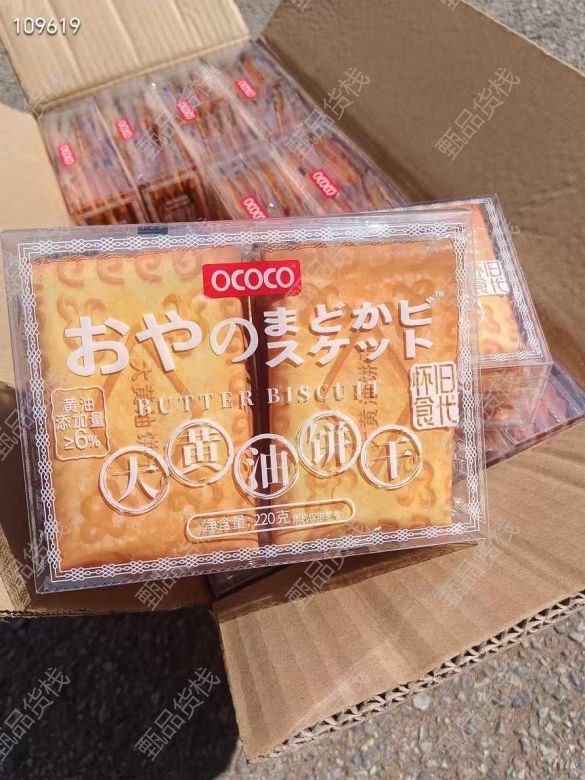 109619
OCOCO
おやのまどかビスケット
BUTTER BISCUIT
黄油
添加量
≥6%
旧代
怀食
大黄油饼干
净含量:220克
甄品货栈